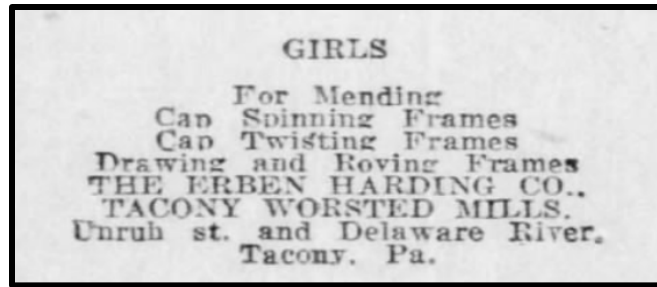 GIRLS
For Mending
Cap Spinning Frames
Cap Twisting Frames
Drawing and Roving Frames
THE ERBEN HARDING CO.,
TACONY WORSTED MILLS.
Unruh st. and Delaware River.
Tacony. Pa.